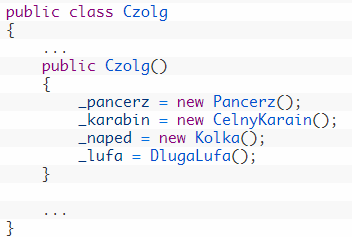 public class Czolg
{
    ...
    public Czolg()
    {
        _pancerz = new Pancerz();
        _karabin = new CelnyKarain();
        _naped = new Kolka();
        _lufa = DlugaLufa();
    }

    ...
}